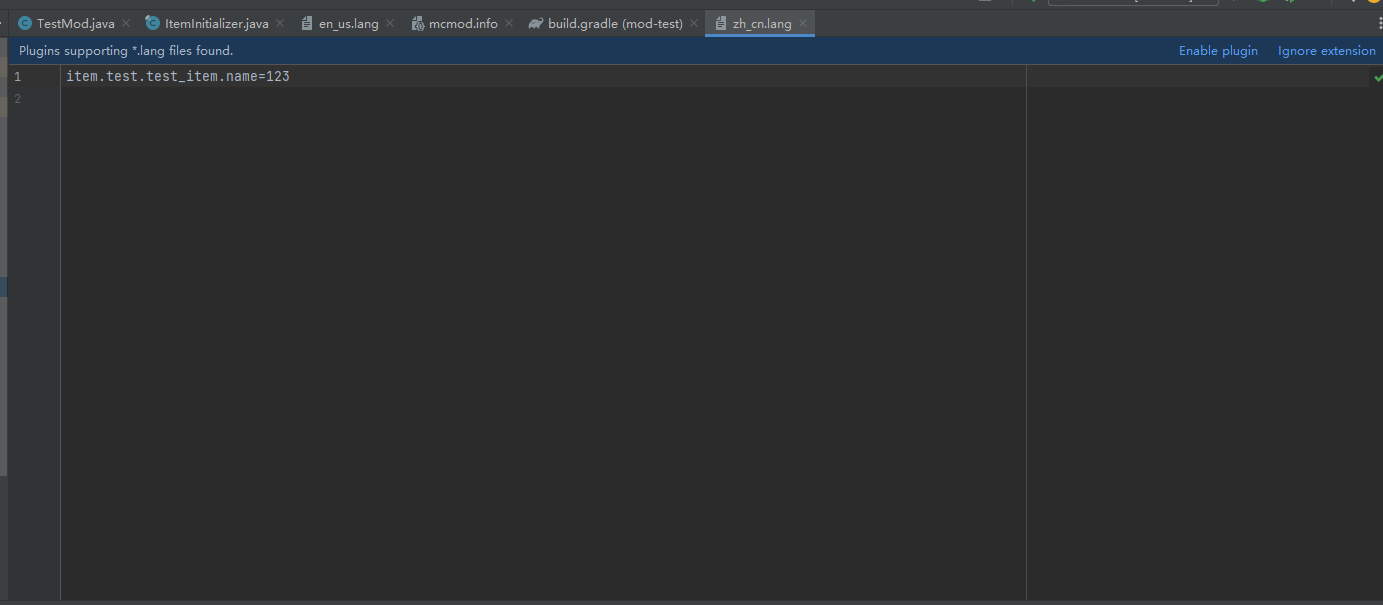 TestMod.java ItemInitializer.java en_us.lang mcmod.info build.gradle (mod-test) zh_cn.lang
Plugins supporting *.lang files found. Enable plugin Ignore extension
1 item.test.test_item.name=123
2